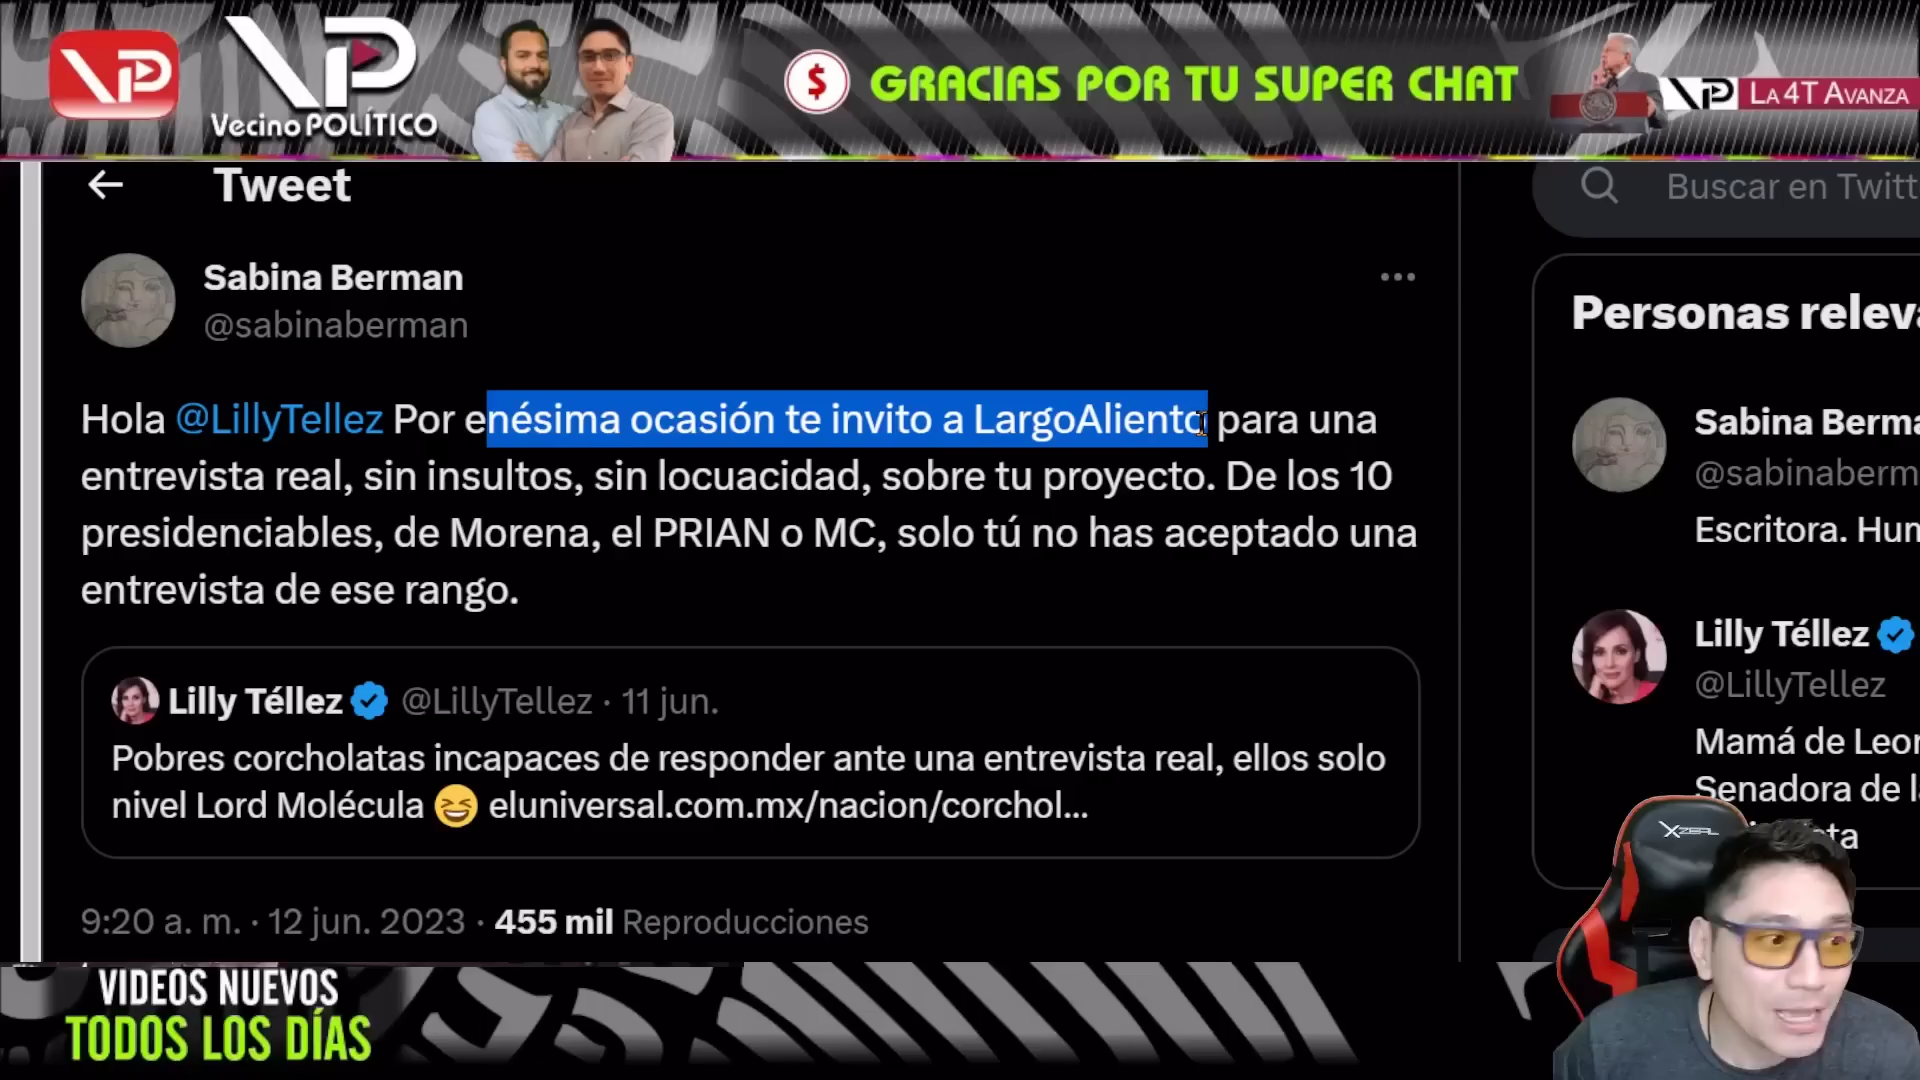 VP
VP
Vecino POLÍTICO
$ GRACIAS POR TU SUPER CHAT
VP LA 4T AVANZA
Tweet
Buscar en Twitt
Sabina Berman
@sabinaberman
Hola @LillyTellez Por enésima ocasión te invito a LargoAliento para una
entrevista real, sin insultos, sin locuacidad, sobre tu proyecto. De los 10
presidenciables, de Morena, el PRIAN o MC, solo tú no has aceptado una
entrevista de ese rango.
Lilly Téllez @LillyTellez · 11 jun.
Pobres corcholatas incapaces de responder ante una entrevista real, ellos solo
nivel Lord Molécula 😆 eluniversal.com.mx/nacion/corchol...
9:20 a. m. · 12 jun. 2023 · 455 mil Reproducciones
Personas releva
Sabina Berma
@sabinaberm
Escritora. Hum
Lilly Téllez
@LillyTellez
Mamá de Leon
Senadora de la
XZEAL
VIDEOS NUEVOS
TODOS LOS DÍAS